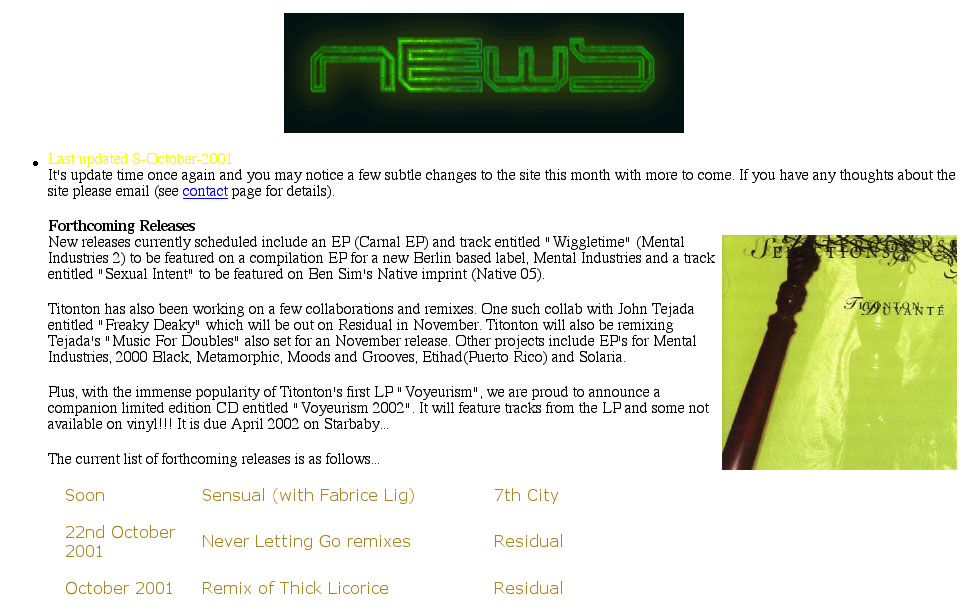 nEws
Last updated 8-October-2001
It's update time once again and you may notice a few subtle changes to the site this month with more to come. If you have any thoughts about the
site please email (see contact page for details).
Forthcoming Releases
New releases currently scheduled include an EP (Carnal EP) and track entitled "Wiggletime" (Mental
Industries 2) to be featured on a compilation EP for a new Berlin based label, Mental Industries and a track
entitled "Sexual Intent" to be featured on Ben Sim's Native imprint (Native 05).
Titonton has also been working on a few collaborations and remixes. One such collab with John Tejada
entitled "Freaky Deaky" which will be out on Residual in November. Titonton will also be remixing
Tejada's "Music For Doubles" also set for an November release. Other projects include EP's for Mental
Industries, 2000 Black, Metamorphic, Moods and Grooves, Etihad(Puerto Rico) and Solaria.
Plus, with the immense popularity of Titonton's first LP "Voyeurism", we are proud to announce a
companion limited edition CD entitled "Voyeurism 2002". It will feature tracks from the LP and some not
available on vinyl!!! It is due April 2002 on Starbaby...
The current list of forthcoming releases is as follows...
Titonton
Duvanté
Soon Sensual (with Fabrice Lig) 7th City
22nd October
2001 Never Letting Go remixes Residual
October 2001 Remix of Thick Licorice Residual